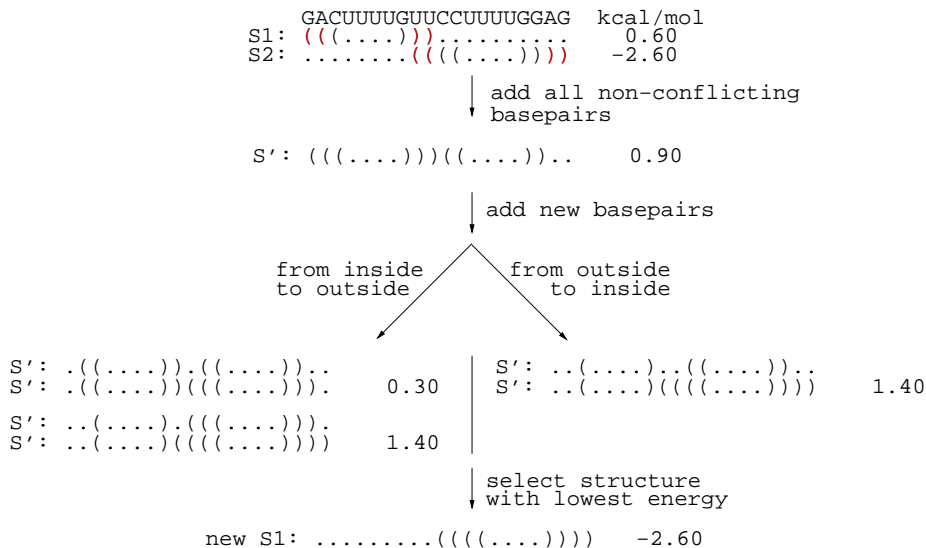 GACUUUUGUUCCUUUUGGAG kcal/mol
S1: (((....))).......... 0.60
S2: ........((((....)))) −2.60
add all non−conflicting
basepairs
S′: (((....)))((....)).. 0.90
add new basepairs
from inside
to outside
from outside
to inside
S′: .((....)).((....))..
S′: .((....))(((....))). 0.30
S′: ..(....).(((....))).
S′: ..(....)((((....)))) 1.40
S′: ..(....)..((....))..
S′: ..(....)((((....)))) 1.40
select structure
with lowest energy
new S1: .........((((....)))) −2.60